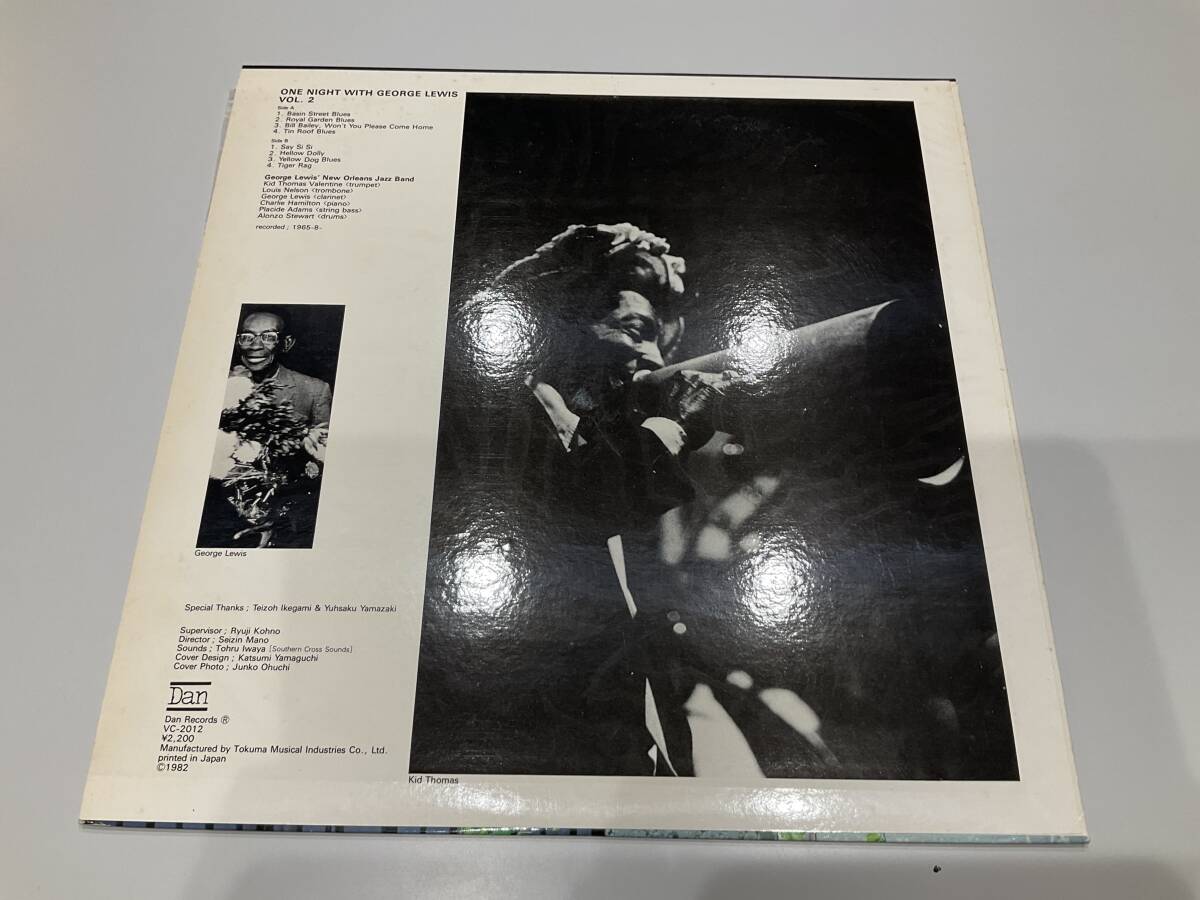 ONE NIGHT WITH GEORGE LEWIS
VOL. 2
Side A
1. Basin Street Blues
2. Royal Garden Blues
3. Bill Bailey, Won't You Please Come Home
4. Tin Roof Blues
Side B
1. Say Si Si
2. Hellow Dolly
3. Yellow Dog Blues
4. Tiger Rag
George Lewis' New Orleans Jazz Band
Kid Thomas Valentine <trumpet>
Louis Nelson <trombone>
George Lewis <clarinet>
Charlie Hamilton <piano>
Placide Adams <string bass>
Alonzo Stewart <drums>
recorded ; 1965-8-
George Lewis
Special Thanks ; Teizoh Ikegami & Yuhsaku Yamazaki
Supervisor ; Ryuji Kohno
Director ; Seizin Mano
Sounds ; Tohru Iwaya [Southern Cross Sounds]
Cover Design ; Katsumi Yamaguchi
Cover Photo ; Junko Ohuchi
Dan
Dan Records ®
VC-2012
¥2,200
Manufactured by Tokuma Musical Industries Co., Ltd.
printed in Japan
©1982
Kid Thomas